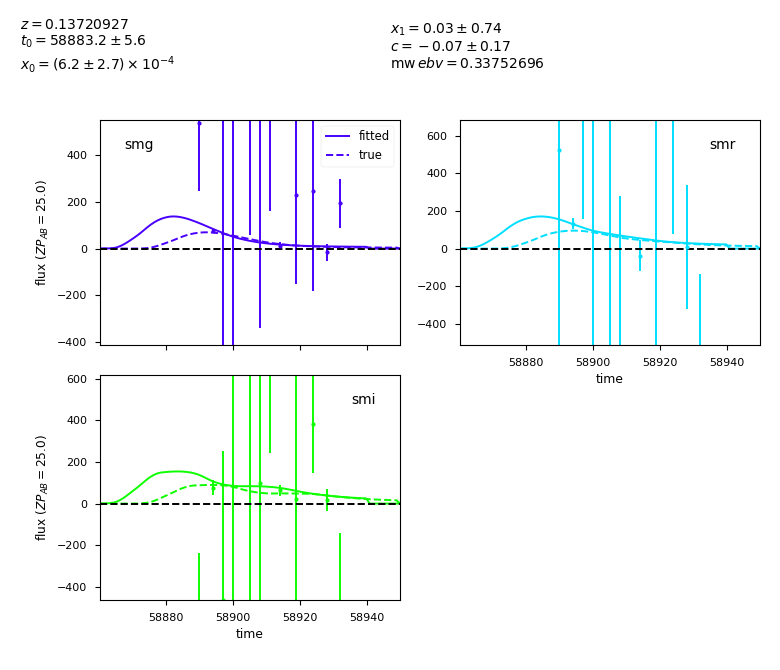 z = 0.13720927
t₀ = 58883.2 ± 5.6
x₀ = (6.2 ± 2.7) × 10⁻⁴
x₁ = 0.03 ± 0.74
c = −0.07 ± 0.17
mwebv = 0.33752696
smg
fitted
true
400
200
0
−200
−400
flux (ZP_AB = 25.0)
smr
600
400
200
0
−200
−400
58880 58900 58920 58940
time
smi
600
400
200
0
−200
−400
flux (ZP_AB = 25.0)
58880 58900 58920 58940
time